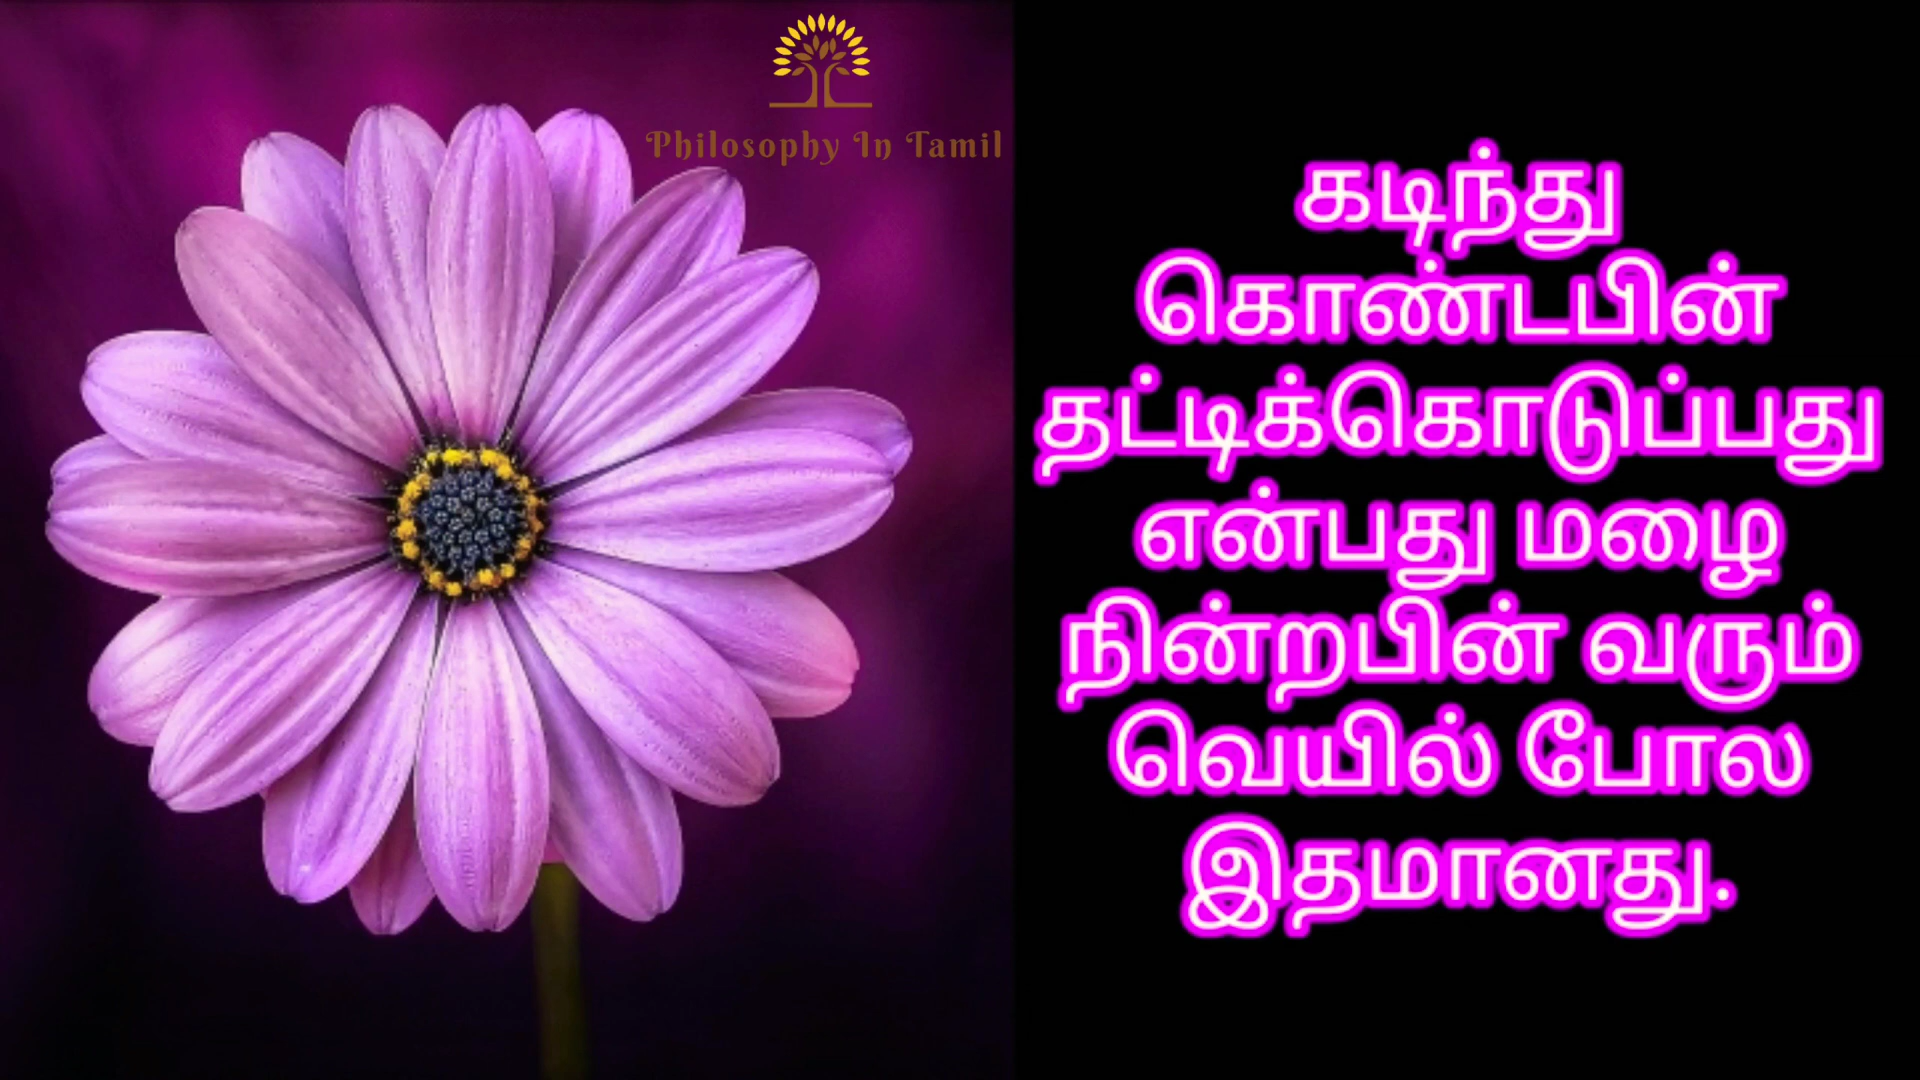 Philosophy In Tamil
கடிந்து
கொண்டபின்
தட்டிக்கொடுப்பது
என்பது மழை
நின்றபின் வரும்
வெயில் போல
இதமானது.